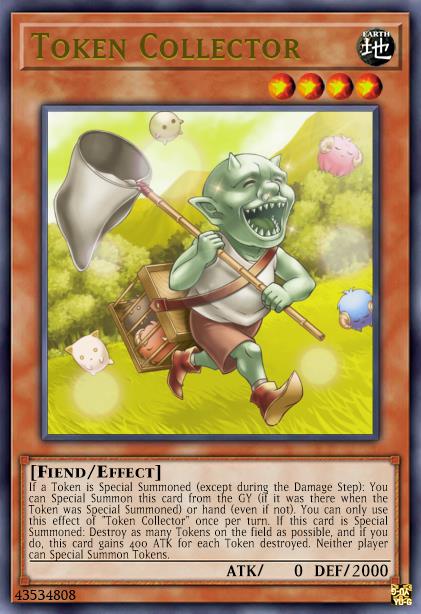 Token Collector
EARTH
地
[Fiend/Effect]
If a Token is Special Summoned (except during the Damage Step): You
can Special Summon this card from the GY (if it was there when the
Token was Special Summoned) or hand (even if not). You can only use
this effect of "Token Collector" once per turn. If this card is Special
Summoned: Destroy as many Tokens on the field as possible, and if you
do, this card gains 400 ATK for each Token destroyed. Neither player
can Special Summon Tokens.
ATK/ 0 DEF/2000
43534808